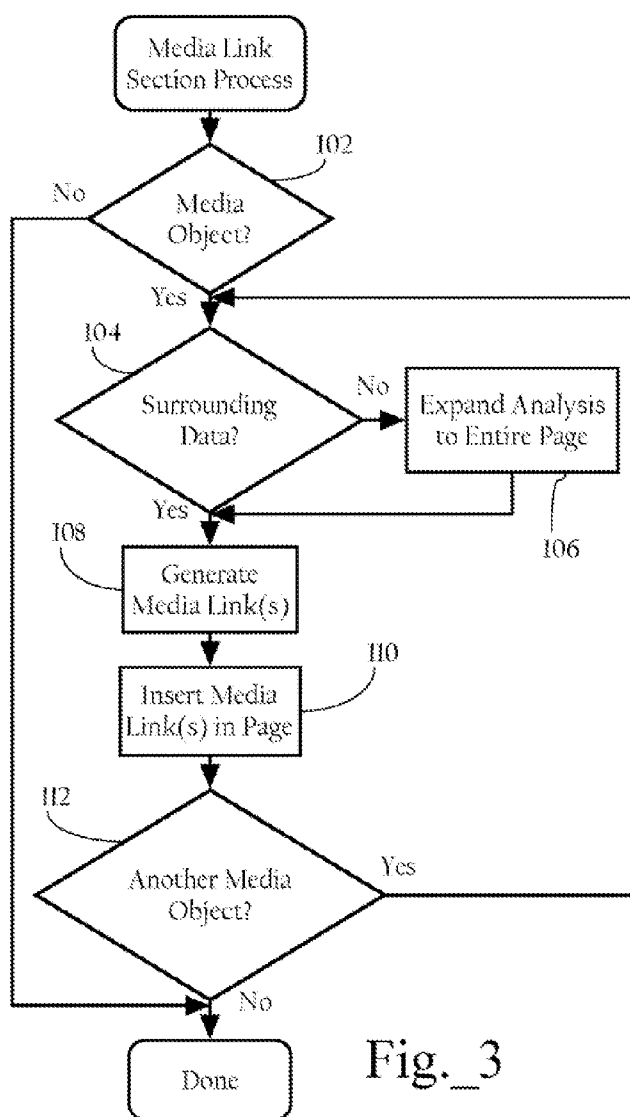 Media Link
Section Process
102
No
Media
Object?
Yes
104
Surrounding
Data?
No
Expand Analysis
to Entire Page
Yes
106
108
Generate
Media Link(s)
110
Insert Media
Link(s) in Page
112
Another Media
Object?
Yes
No
Done
Fig._3